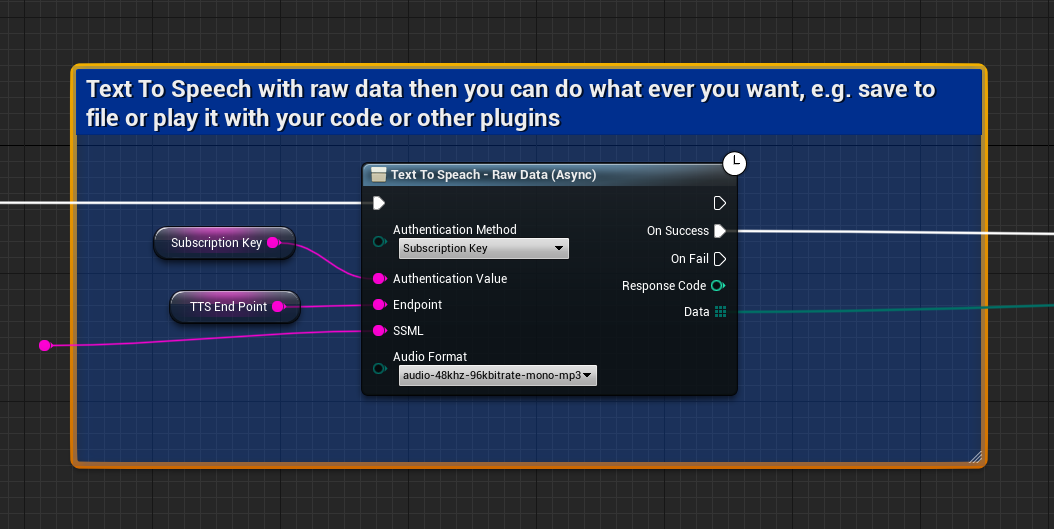 Text To Speech with raw data then you can do what ever you want, e.g. save to
file or play it with your code or other plugins
Text To Speach - Raw Data (Async)
Authentication Method
Subscription Key
On Success
Subscription Key
On Fail
Authentication Value
Response Code
TTS End Point
Endpoint
Data
SSML
Audio Format
audio-48khz-96kbitrate-mono-mp3